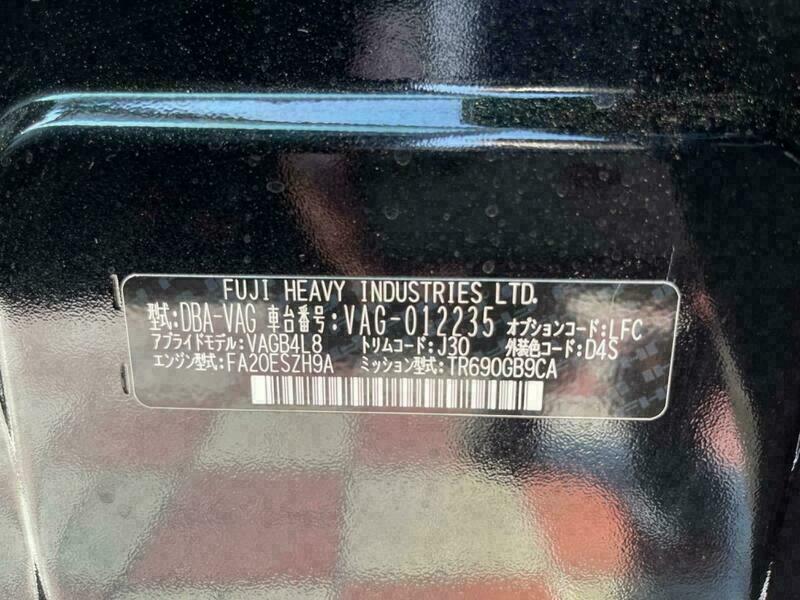 FUJI HEAVY INDUSTRIES LTD.
型式:DBA-VAG 車台番号:VAG-012235 オプションコード:LFC
アプライドモデル:VAGB4L8 トリムコード:J30 外装色コード:D4S
エンジン型式:FA20ESZH9A ミッション型式:TR690GB9CA